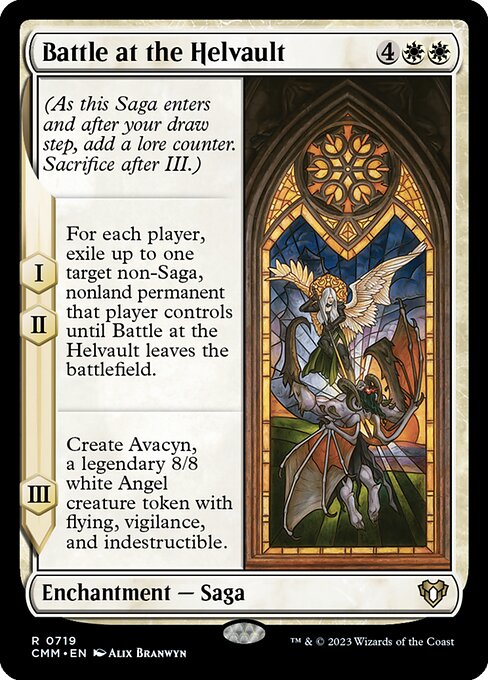 Battle at the Helvault 4
(As this Saga enters
and after your draw
step, add a lore counter.
Sacrifice after III.)
I
II
For each player,
exile up to one
target non-Saga,
nonland permanent
that player controls
until Battle at the
Helvault leaves the
battlefield.
III
Create Avacyn,
a legendary 8/8
white Angel
creature token with
flying, vigilance,
and indestructible.
Enchantment — Saga
R 0719
CMM • EN Alix Branwyn
™ & © 2023 Wizards of the Coast